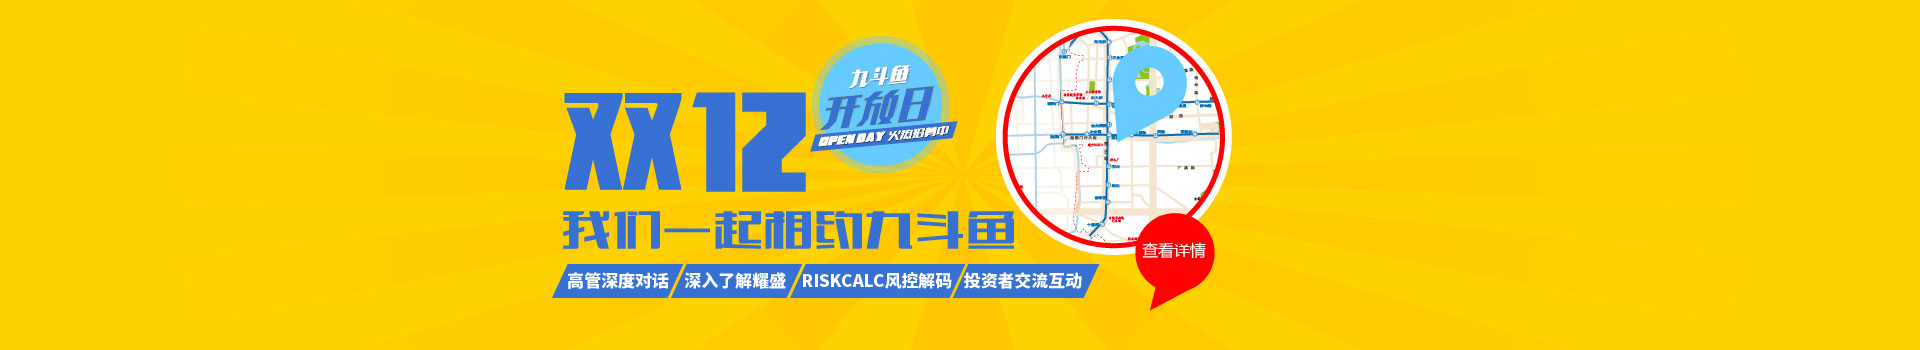 双12
九斗鱼
开放日
OPEN DAY 火热招募中
我们一起相约九斗鱼
高管深度对话
深入了解耀盛
RISKCALC风控解码
投资者交流互动
查看详情